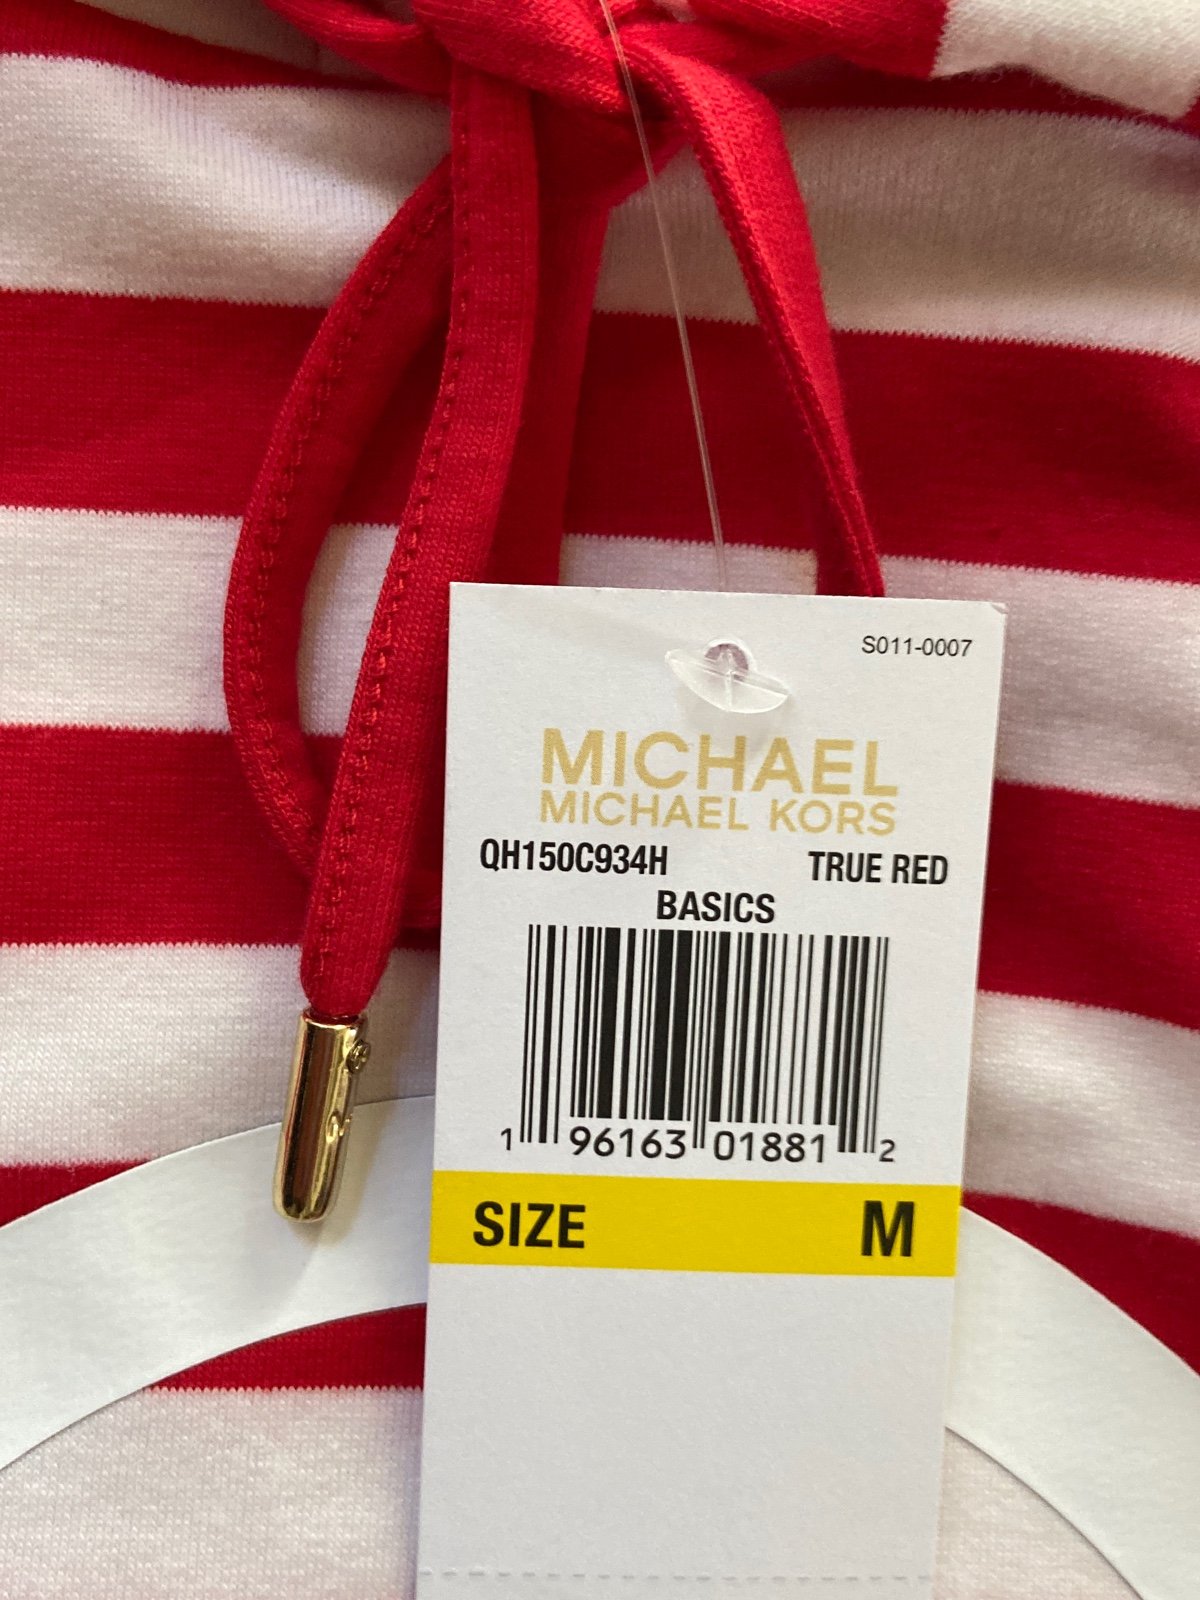 S011-0007
MICHAEL
MICHAEL KORS
QH150C934H TRUE RED
BASICS
1 96163 01881 2
SIZE M